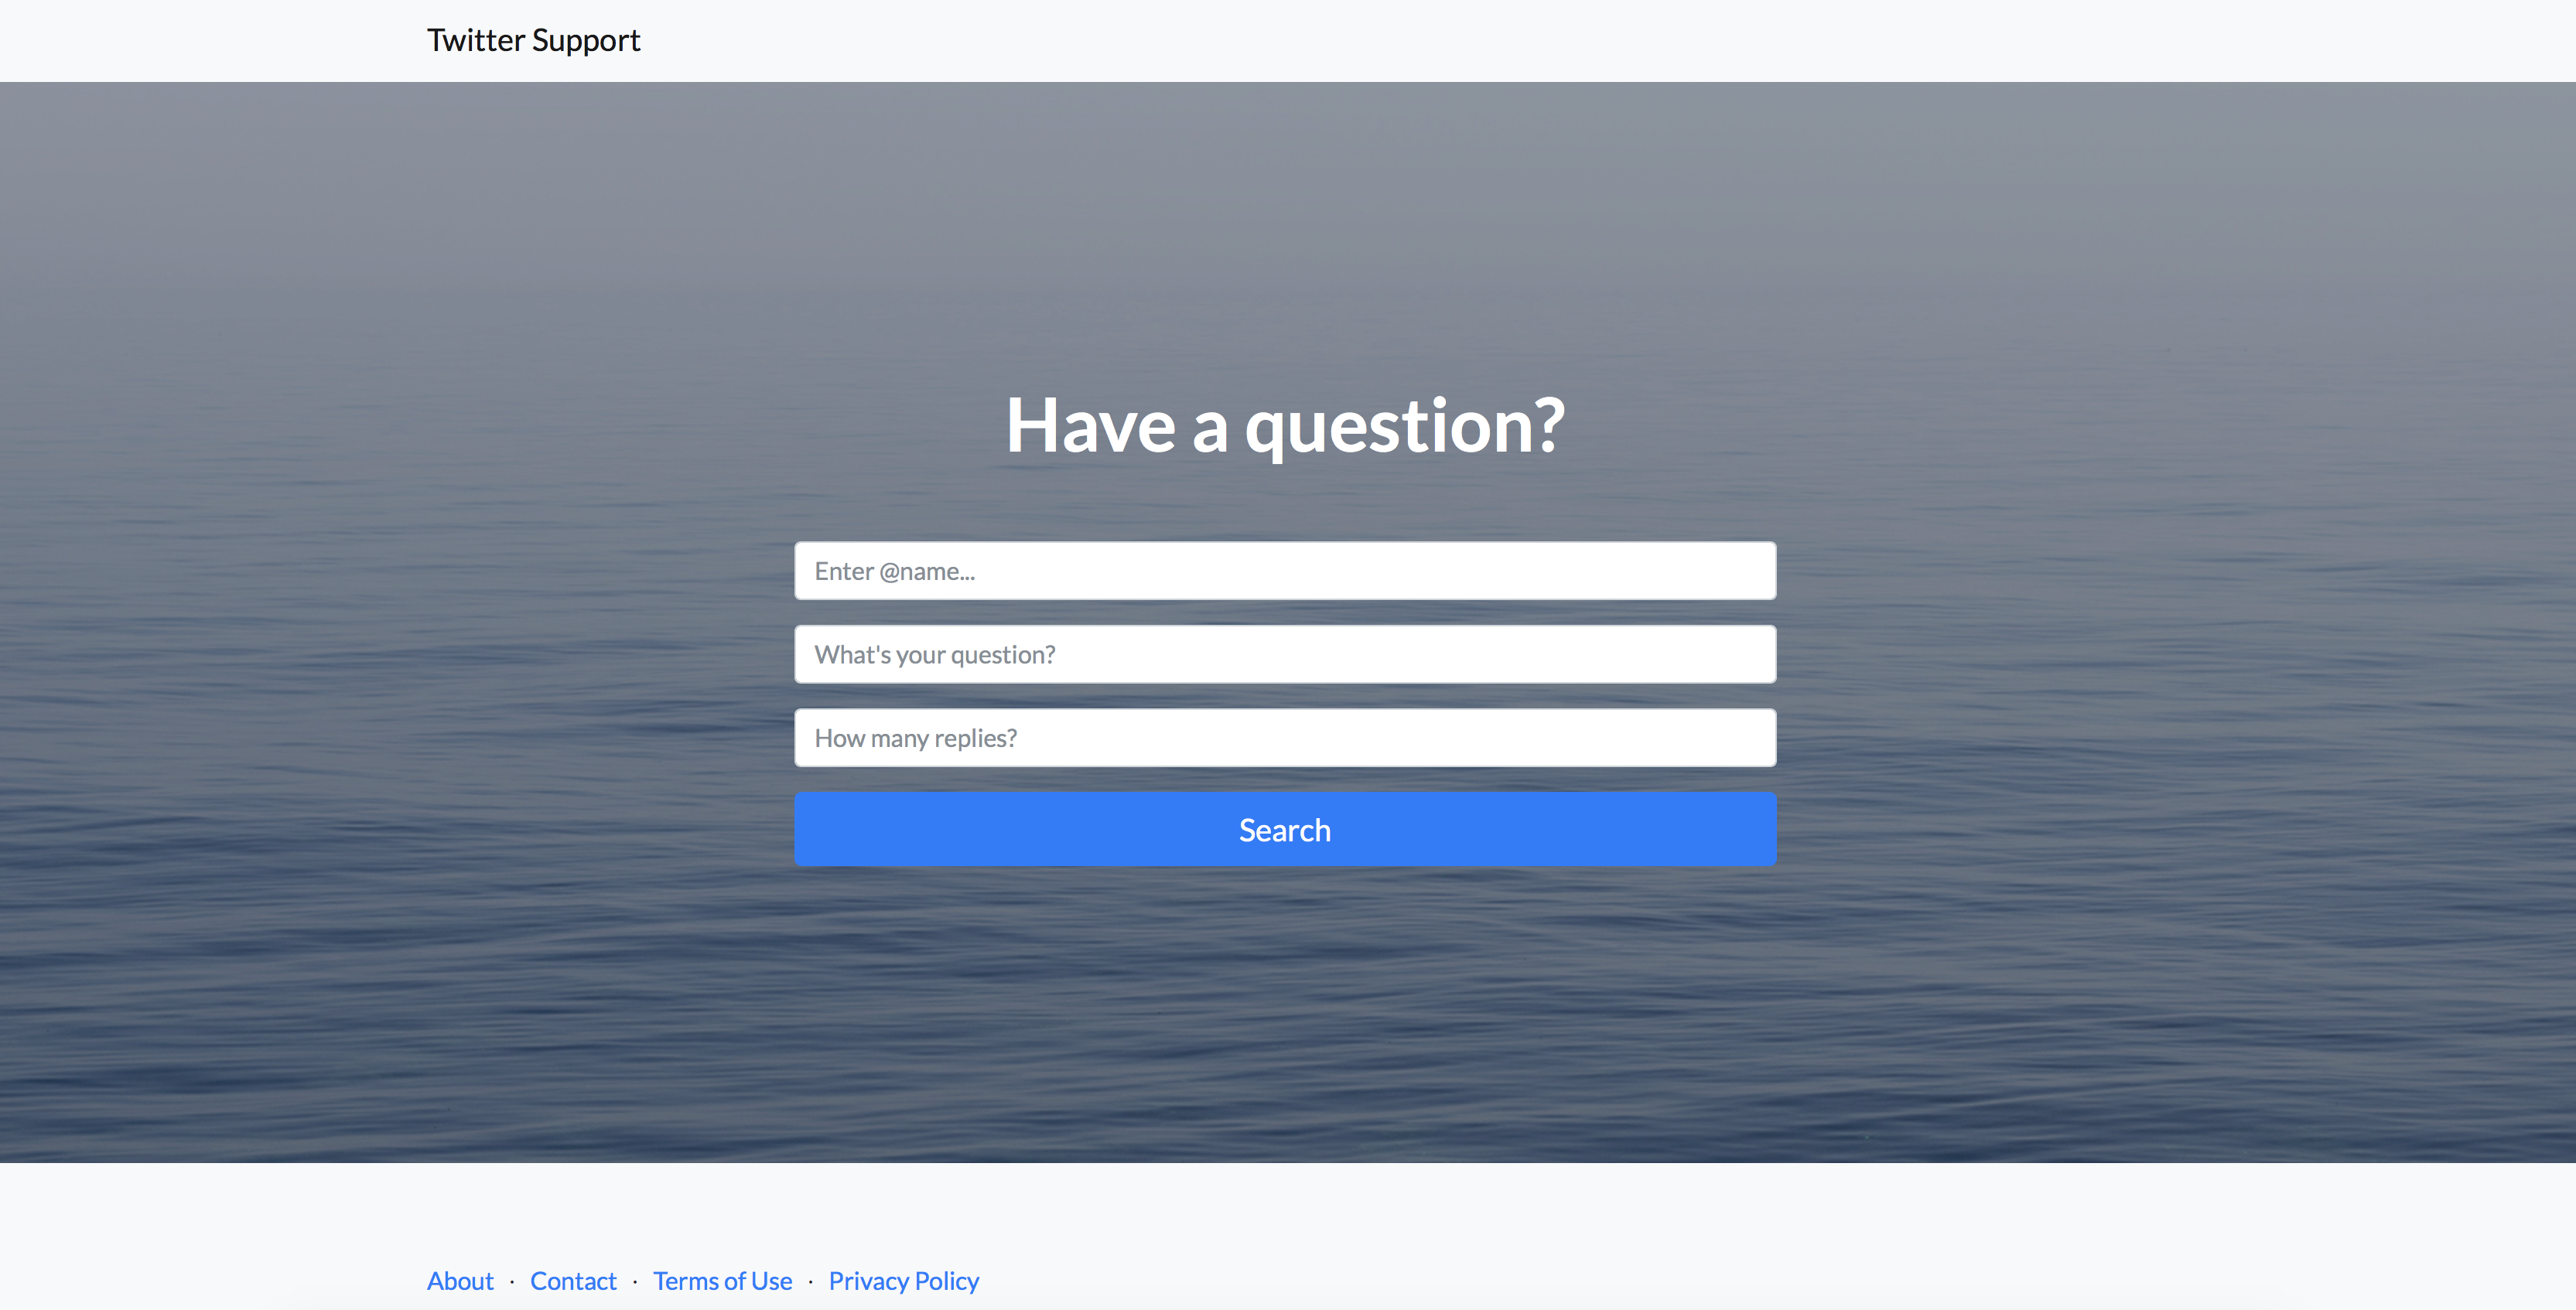 Twitter Support
Have a question?
Enter @name...
What's your question?
How many replies?
Search
About · Contact · Terms of Use · Privacy Policy